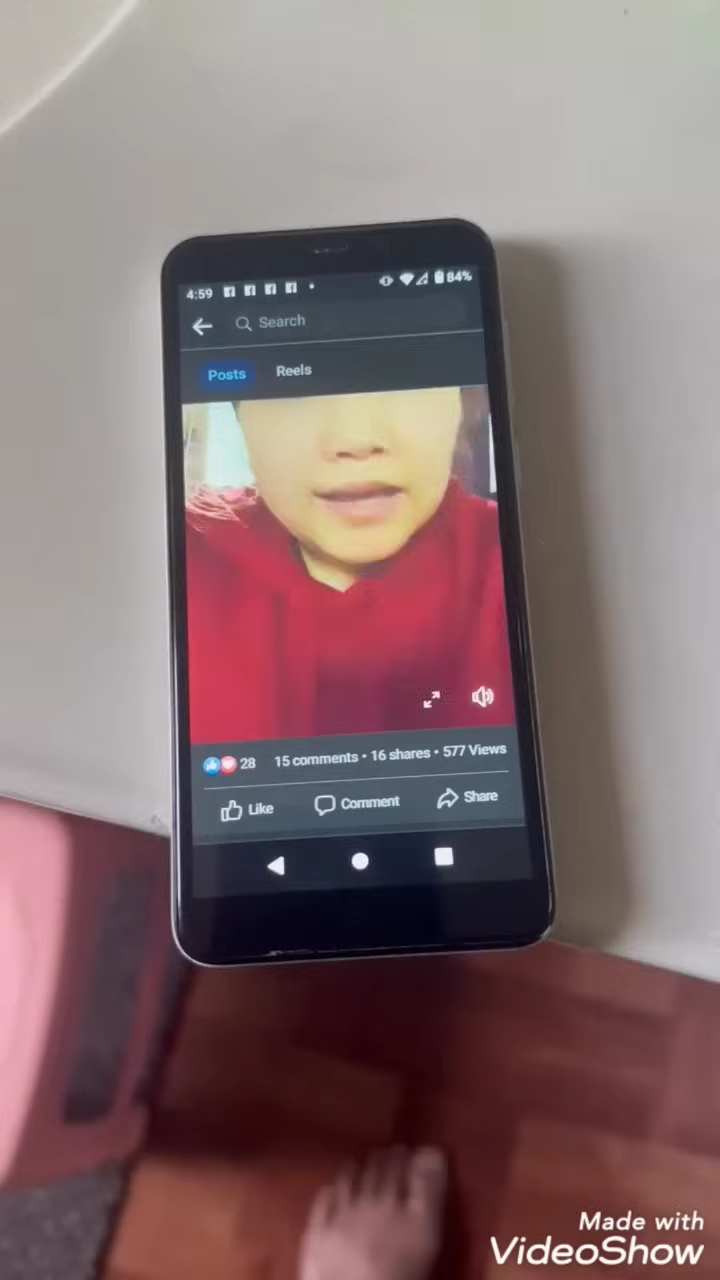 4:59 84%
Search
Posts Reels
28 15 comments • 16 shares • 577 Views
Like Comment Share
Made with
VideoShow